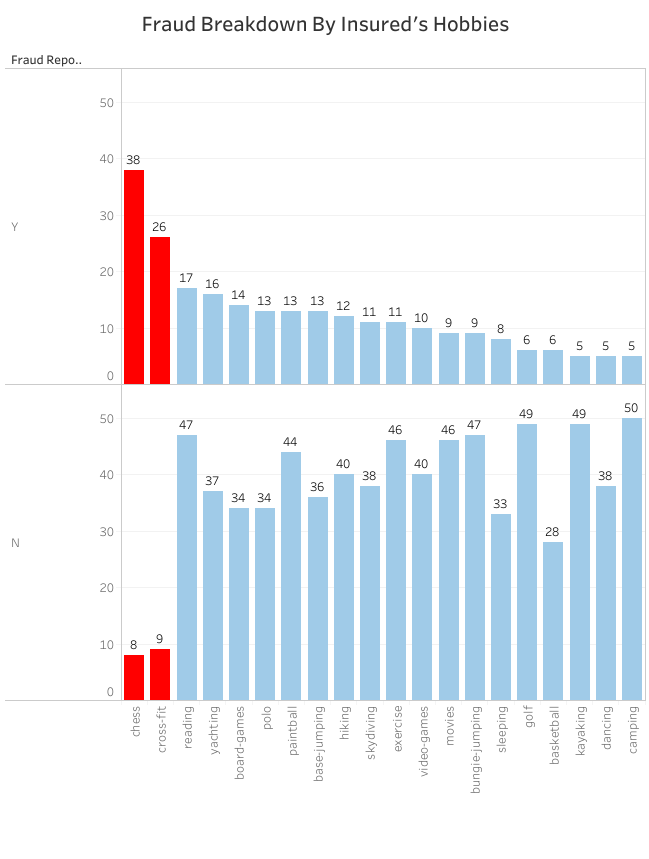 Fraud Breakdown By Insured’s Hobbies
Fraud Repo..
Y
50
40
30
20
10
0
38
26
17
16
14
13
13
13
12
11
11
10
9
9
8
6
6
5
5
5
N
50
40
30
20
10
0
8
9
47
37
34
34
44
36
40
38
46
40
46
47
33
49
28
49
38
50
chess
cross-fit
reading
yachting
board-games
polo
paintball
base-jumping
hiking
skydiving
exercise
video-games
movies
bungie-jumping
sleeping
golf
basketball
kayaking
dancing
camping